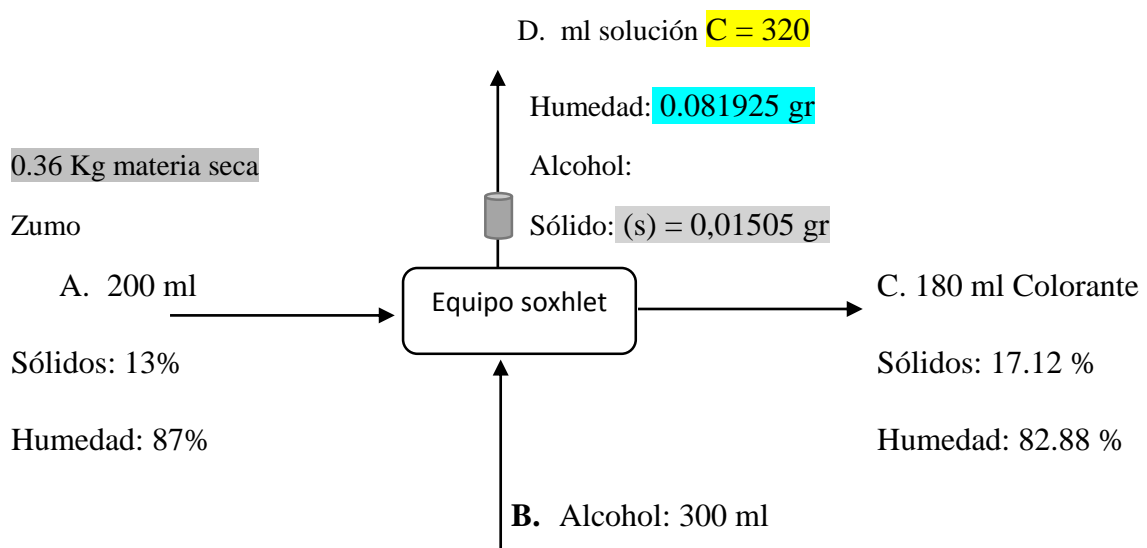 D. ml solución C = 320
Humedad: 0.081925 gr
0.36 Kg materia seca
Alcohol:
Zumo
Sólido: (s) = 0,01505 gr
A. 200 ml
Equipo soxhlet
C. 180 ml Colorante
Sólidos: 13%
Sólidos: 17.12 %
Humedad: 87%
Humedad: 82.88 %
B. Alcohol: 300 ml